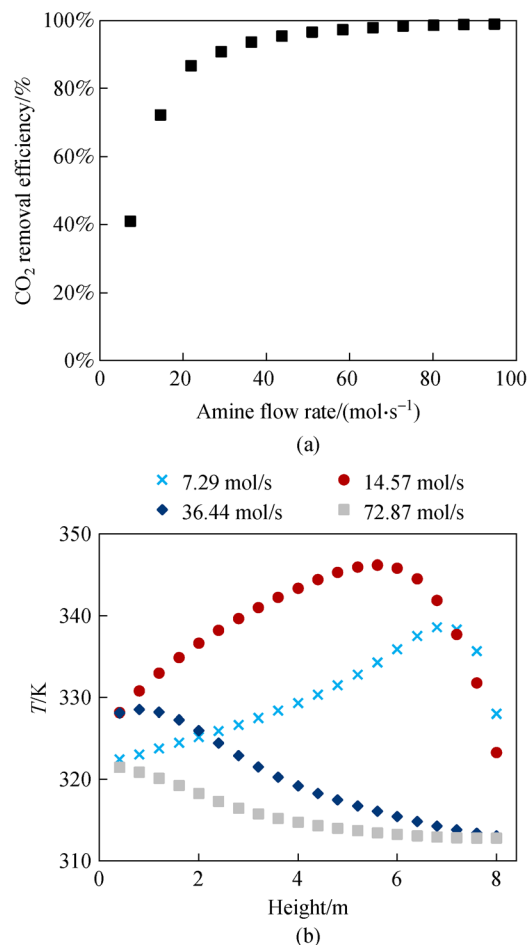 100%
80%
60%
40%
20%
0%
CO₂ removal efficiency/%
0 20 40 60 80 100
Amine flow rate/(mol·s⁻¹)
(a)
7.29 mol/s 14.57 mol/s
36.44 mol/s 72.87 mol/s
350
340
330
320
310
T/K
0 2 4 6 8
Height/m
(b)